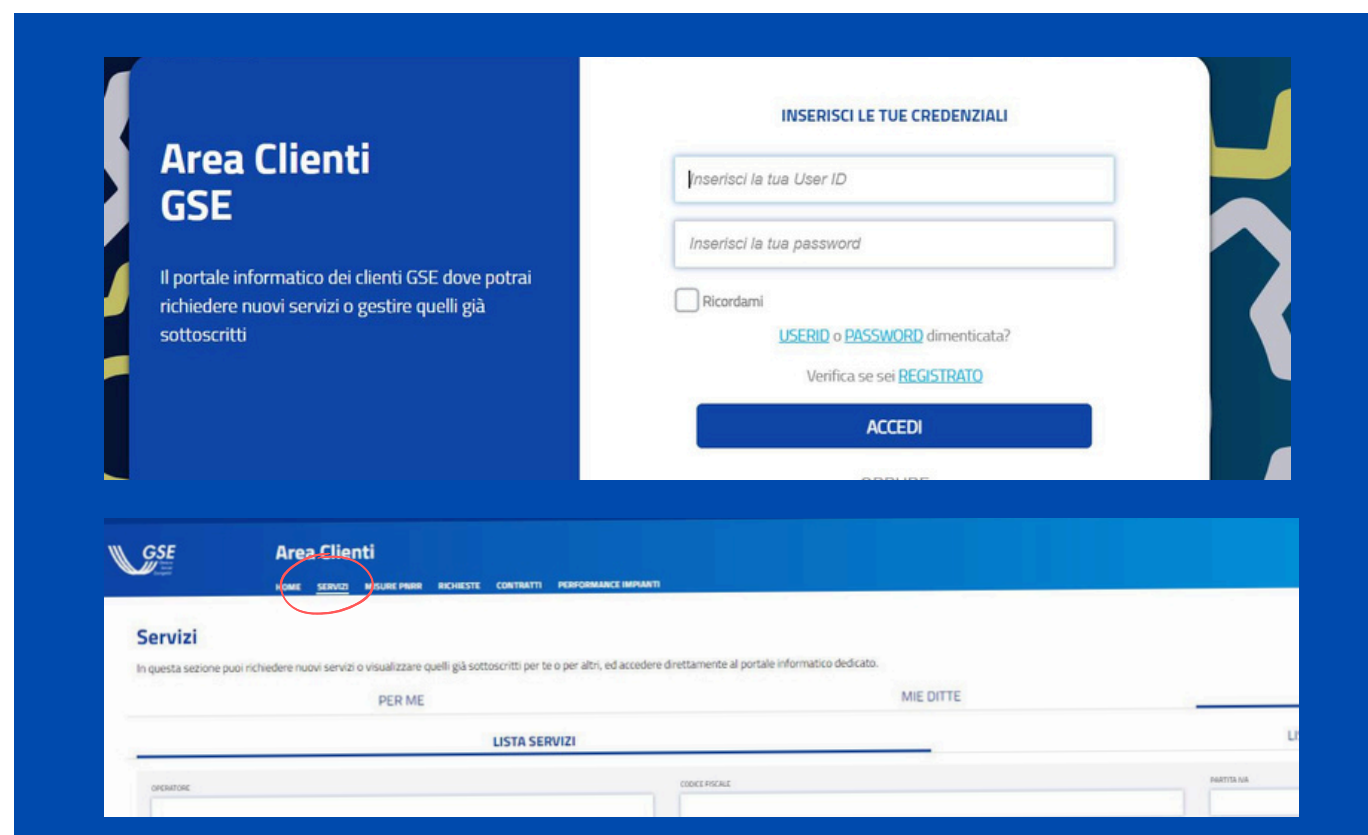 INSERISCI LE TUE CREDENZIALI
Area Clienti
GSE
Inserisci la tua User ID
Inserisci la tua password
Il portale informatico dei clienti GSE dove potrai
richiedere nuovi servizi o gestire quelli già
sottoscritti
Ricordami
USERID o PASSWORD dimenticata?
Verifica se sei REGISTRATO
ACCEDI
GSE
Area Clienti
HOME SERVIZI MISURE PNRR RICHIESTE CONTRATTI PERFORMANCE IMPIANTI
Servizi
In questa sezione puoi richiedere nuovi servizi o visualizzare quelli già sottoscritti per te o per altri, ed accedere direttamente al portale informatico dedicato.
PER ME MIE DITTE
LISTA SERVIZI
OPERATORE CODICE FISCALE PARTITA IVA